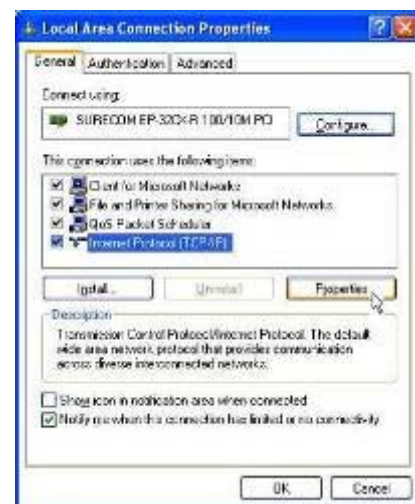 Local Area Connection Properties
General Authentication Advanced
Connect using:
SURECOM EP-320X-R 100/10M PCI
Configure...
This connection uses the following items:
Client for Microsoft Networks
File and Printer Sharing for Microsoft Networks
QoS Packet Scheduler
Internet Protocol (TCP/IP)
Install... Uninstall Properties
Description
Transmission Control Protocol/Internet Protocol. The default
wide area network protocol that provides communication
across diverse interconnected networks.
Show icon in notification area when connected
Notify me when this connection has limited or no connectivity
OK Cancel